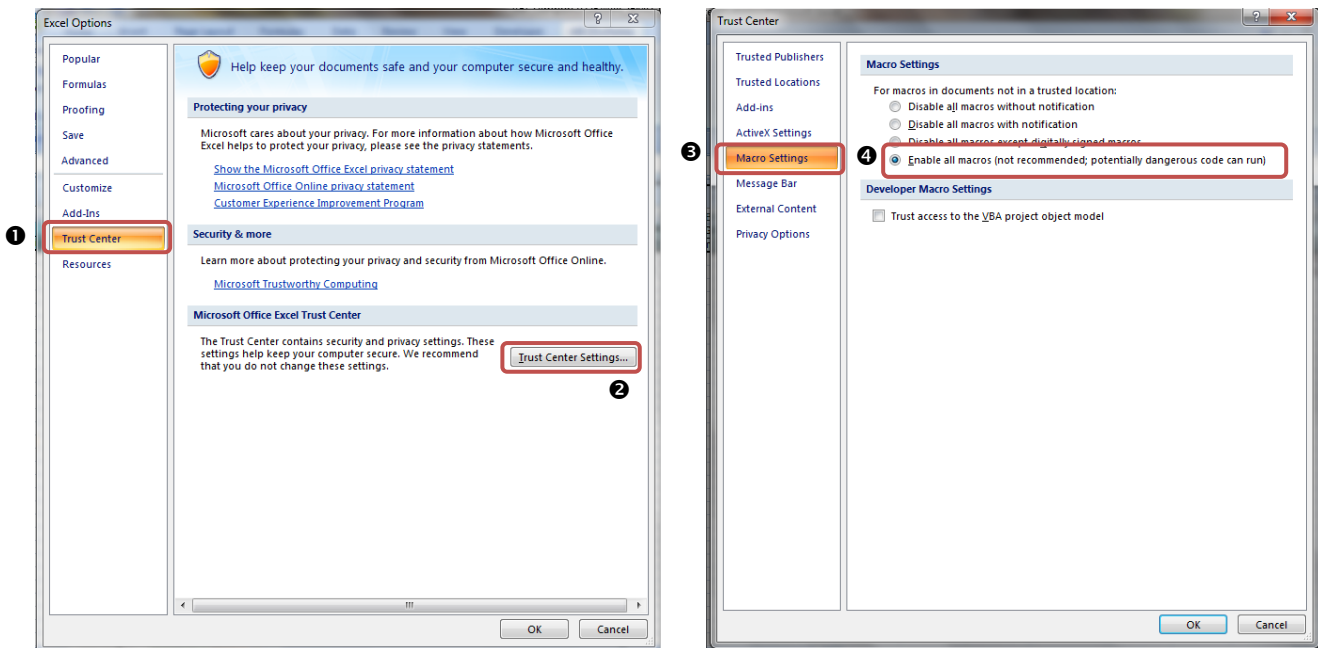 Excel Options
Popular
Formulas
Proofing
Save
Advanced
Customize
Add-Ins
❶
Trust Center
Resources
Help keep your documents safe and your computer secure and healthy.
Protecting your privacy
Microsoft cares about your privacy. For more information about how Microsoft Office
Excel helps to protect your privacy, please see the privacy statements.
Show the Microsoft Office Excel privacy statement
Microsoft Office Online privacy statement
Customer Experience Improvement Program
Security & more
Learn more about protecting your privacy and security from Microsoft Office Online.
Microsoft Trustworthy Computing
Microsoft Office Excel Trust Center
The Trust Center contains security and privacy settings. These
settings help keep your computer secure. We recommend
that you do not change these settings.
Trust Center Settings...
❷
OK
Cancel
Trust Center
Trusted Publishers
Trusted Locations
Add-ins
ActiveX Settings
❸
Macro Settings
Message Bar
External Content
Privacy Options
Macro Settings
For macros in documents not in a trusted location:
Disable all macros without notification
Disable all macros with notification
Disable all macros except digitally signed macros
❹
Enable all macros (not recommended; potentially dangerous code can run)
Developer Macro Settings
Trust access to the VBA project object model
OK
Cancel